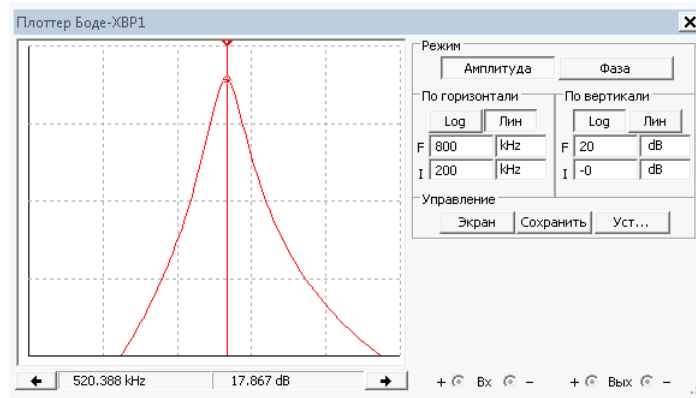 Плоттер Боде-XBP1
Режим
Амплитуда Фаза
По горизонтали По вертикали
Log Лин Log Лин
F 800 kHz F 20 dB
I 200 kHz I -0 dB
Управление
Экран Сохранить Уст...
520.388 kHz 17.867 dB + Вх - + Вых -